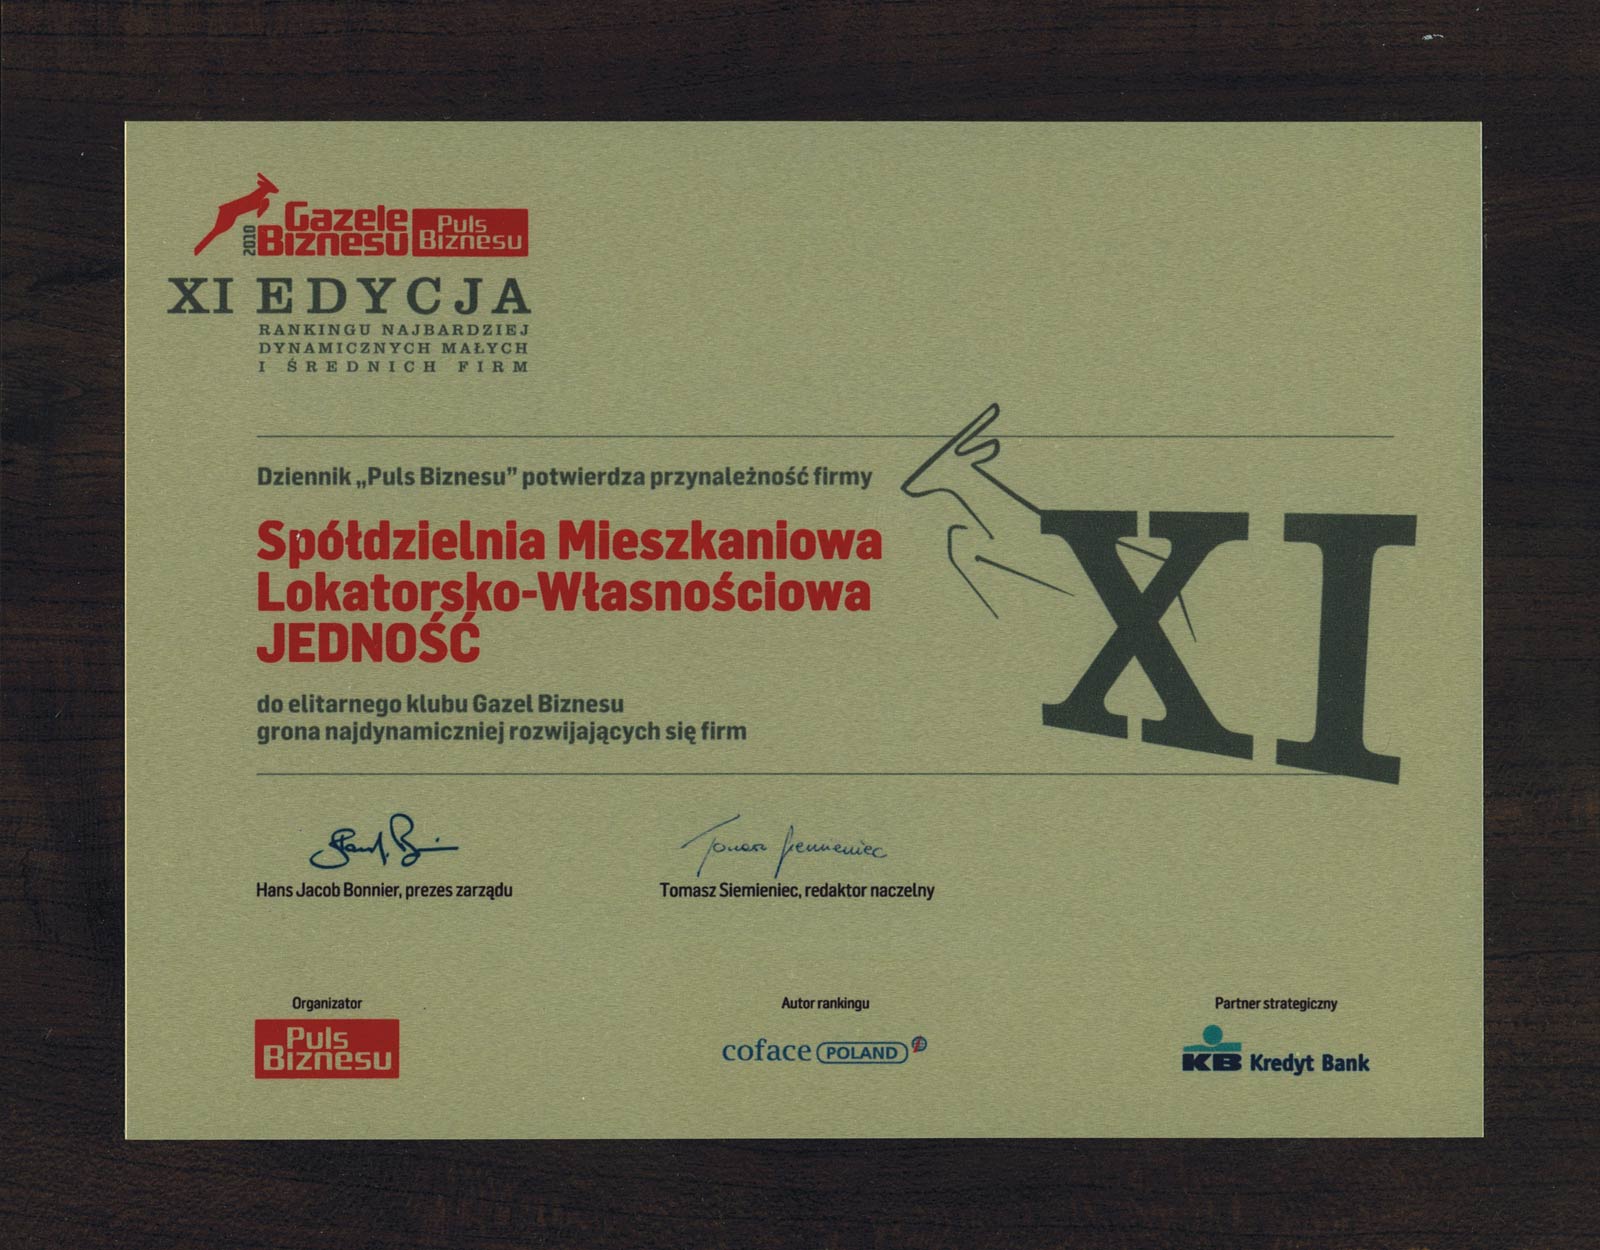 2010
Gazele
Biznesu
Puls
Biznesu
XI EDYCJA
RANKINGU NAJBARDZIEJ
DYNAMICZNYCH MAŁYCH
I ŚREDNICH FIRM
Dziennik „Puls Biznesu” potwierdza przynależność firmy
Spółdzielnia Mieszkaniowa
Lokatorsko-Własnościowa
JEDNOŚĆ
do elitarnego klubu Gazel Biznesu
grona najdynamiczniej rozwijających się firm
XI
Tomasz Siemieniec
Hans Jacob Bonnier, prezes zarządu
Tomasz Siemieniec, redaktor naczelny
Organizator
Puls
Biznesu
Autor rankingu
coface POLAND
Partner strategiczny
KB Kredyt Bank